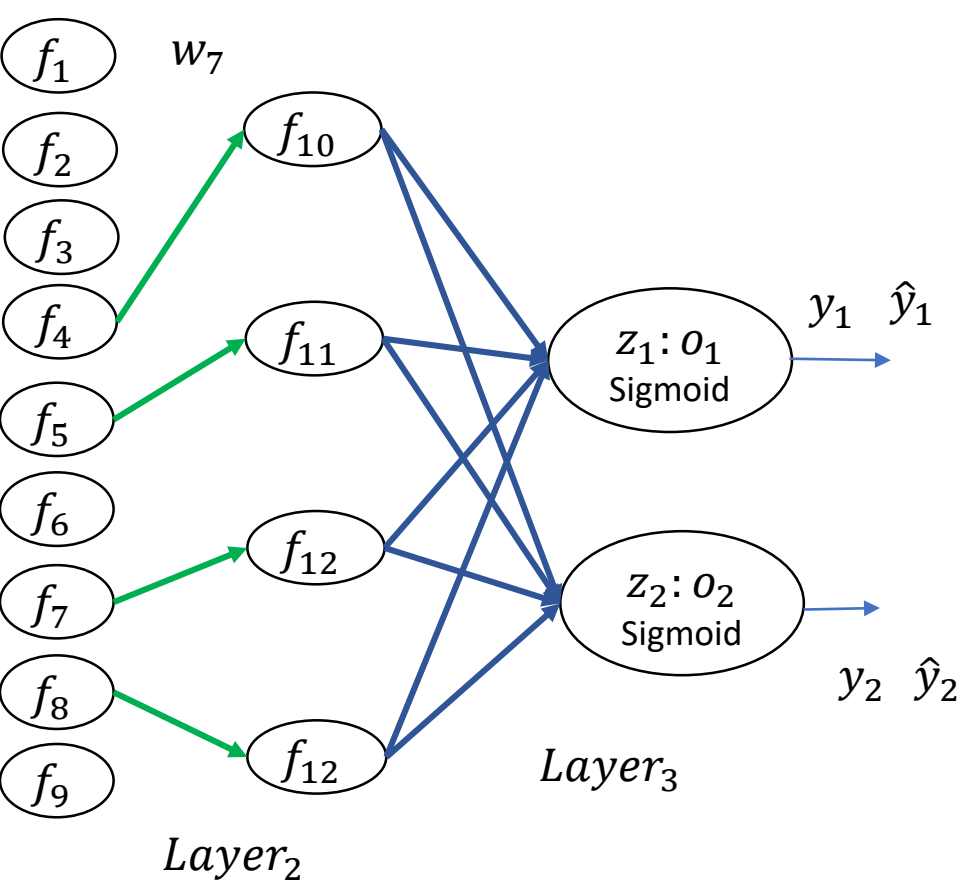 f₁
f₂
f₃
f₄
f₅
f₆
f₇
f₈
f₉
w₇
f₁₀
f₁₁
f₁₂
f₁₂
Layer₂
z₁: o₁
Sigmoid
z₂: o₂
Sigmoid
Layer₃
y₁ ŷ₁
y₂ ŷ₂